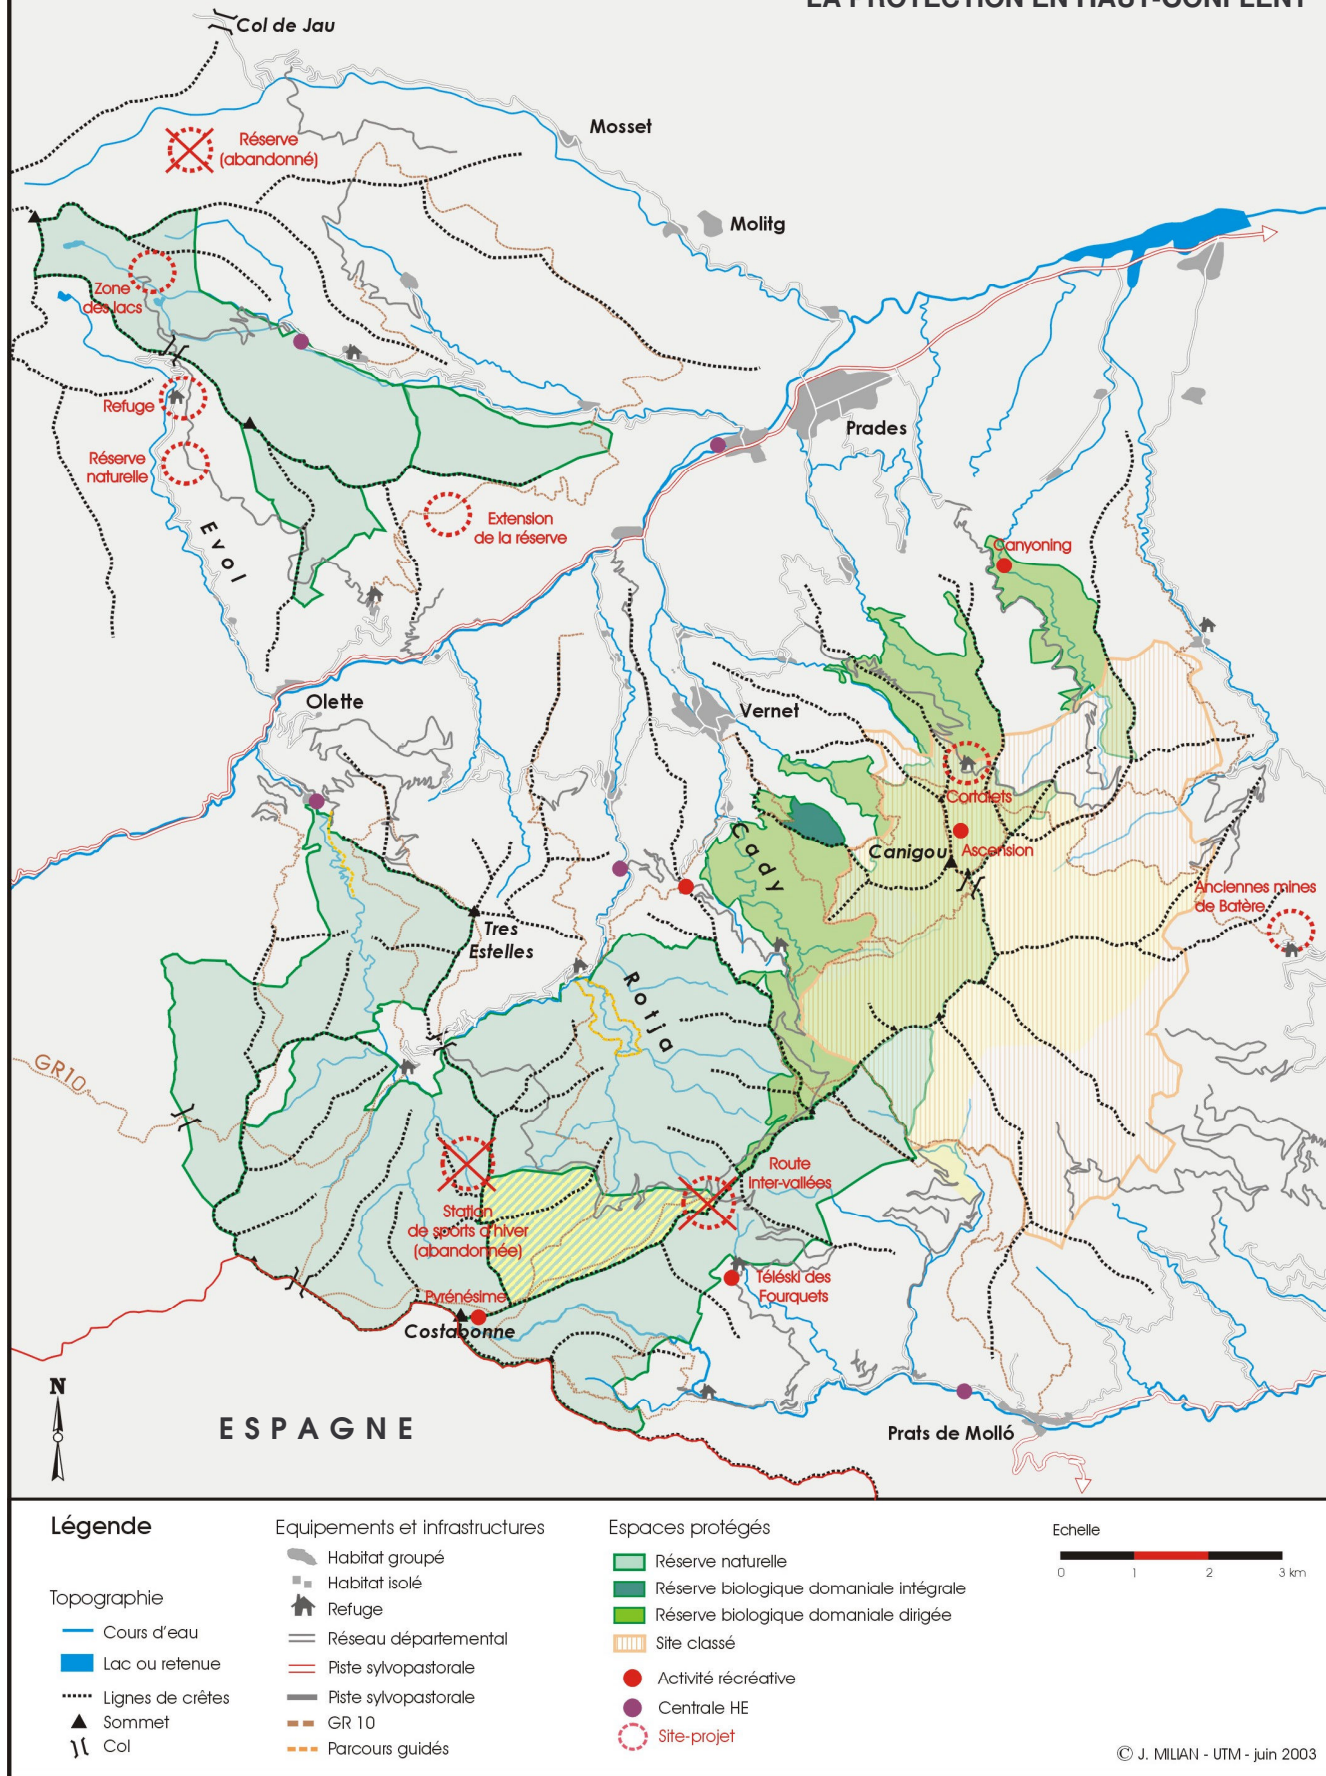 LA PROTECTION EN HAUT-CONFLENT
Col de Jau
Mosset
Réserve
(abandonné)
Molitg
Zone
des lacs
Refuge
Prades
Réserve
naturelle
Extension
de la réserve
Evol
Canyoning
Olette
Vernet
Cortalets
Cady
Canigou
Ascension
Anciennes mines
de Batère
Tres
Estelles
Rotja
GR10
Route
Inter-vallées
Station
de sports d'hiver
(abandonnée)
Téléski des
Fourquets
Pyrénésime
Costabonne
N
ESPAGNE
Prats de Molló
Légende
Topographie
Cours d'eau
Lac ou retenue
Lignes de crêtes
Sommet
Col
Equipements et infrastructures
Habitat groupé
Habitat isolé
Refuge
Réseau départemental
Piste sylvopastorale
Piste sylvopastorale
GR 10
Parcours guidés
Espaces protégés
Réserve naturelle
Réserve biologique domaniale intégrale
Réserve biologique domaniale dirigée
Site classé
Activité récréative
Centrale HE
Site-projet
Echelle
0 1 2 3 km
© J. MILIAN - UTM - juin 2003